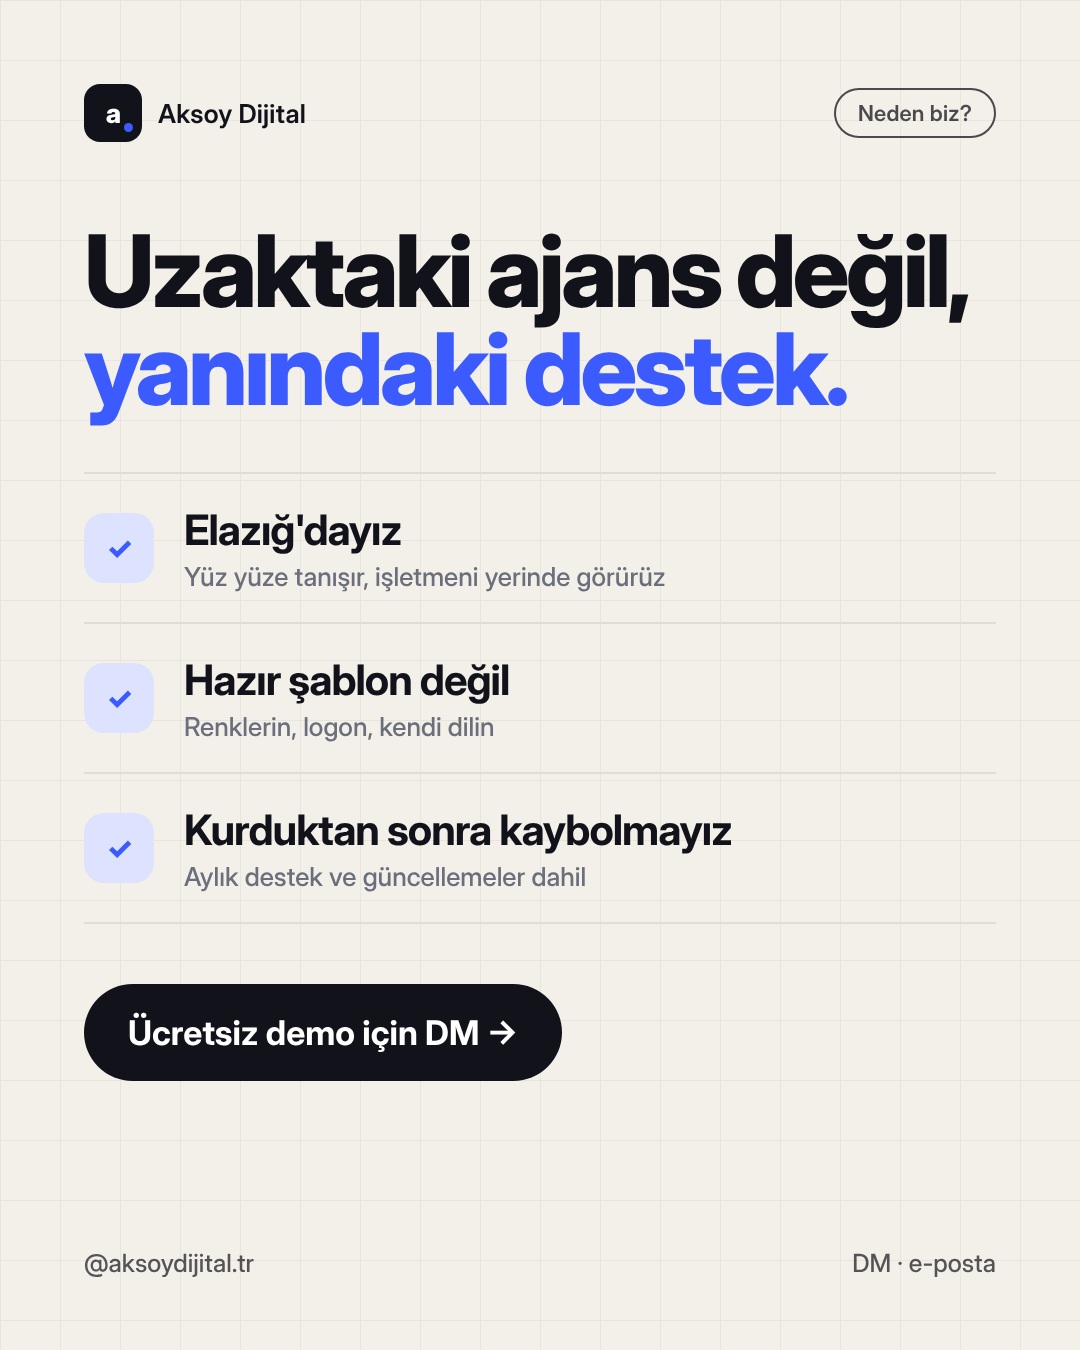 a
Aksoy Dijital
Neden biz?
Uzaktaki ajans değil,
yanındaki destek.
Elazığ'dayız
Yüz yüze tanışır, işletmeni yerinde görürüz
Hazır şablon değil
Renklerin, logon, kendi dilin
Kurduktan sonra kaybolmayız
Aylık destek ve güncellemeler dahil
Ücretsiz demo için DM →
@aksoydijital.tr
DM · e-posta